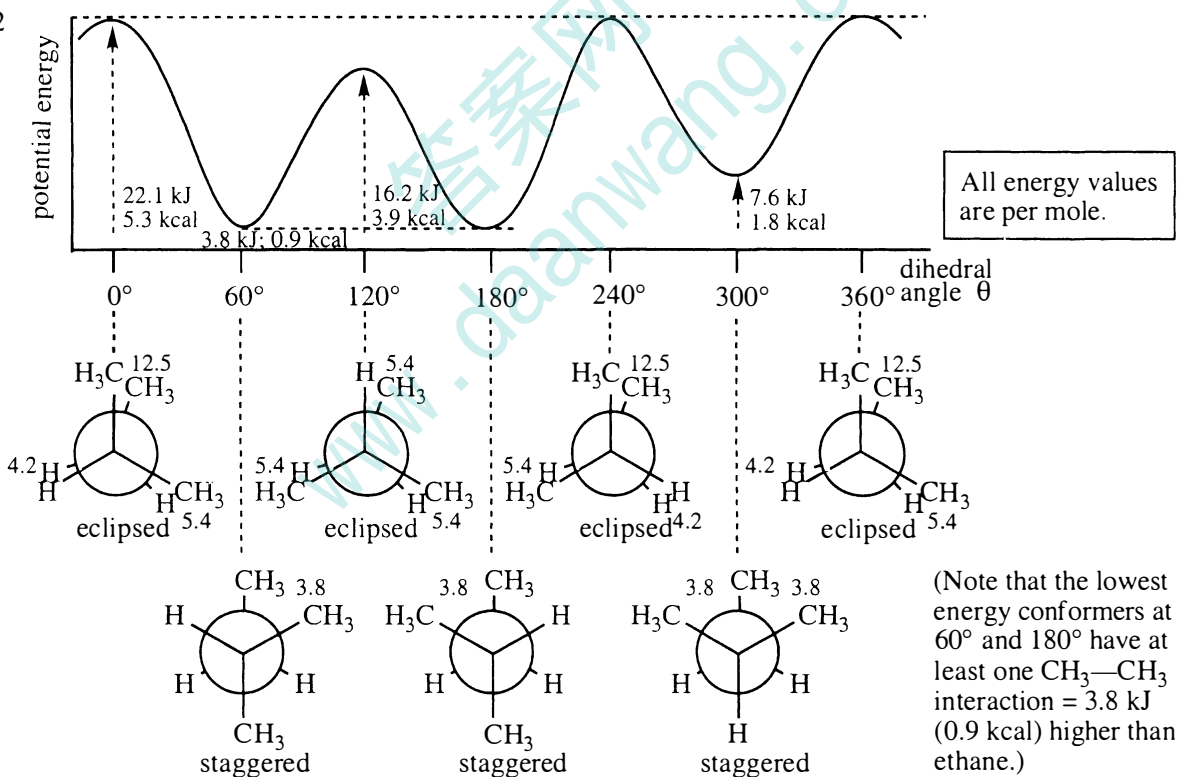 2
potential energy
22.1 kJ
5.3 kcal
3.8 kJ; 0.9 kcal
16.2 kJ
3.9 kcal
7.6 kJ
1.8 kcal
All energy values
are per mole.
0° 60° 120° 180° 240° 300° 360° dihedral angle θ
H₃C 12.5 CH₃
4.2 H
H
H CH₃
5.4
eclipsed
H 5.4 CH₃
5.4 H
H₃C
H CH₃
5.4
eclipsed
H₃C 12.5 CH₃
5.4 H
H₃C
H
H 4.2
eclipsed
H₃C 12.5 CH₃
4.2 H
H
H CH₃
5.4
eclipsed
CH₃ 3.8
H CH₃
H H
CH₃
staggered
3.8 CH₃
H₃C H
H H
CH₃
staggered
3.8 CH₃ 3.8
H₃C CH₃
H H
H
staggered
(Note that the lowest
energy conformers at
60° and 180° have at
least one CH₃—CH₃
interaction = 3.8 kJ
(0.9 kcal) higher than
ethane.)
答案网
www.daanwang.c